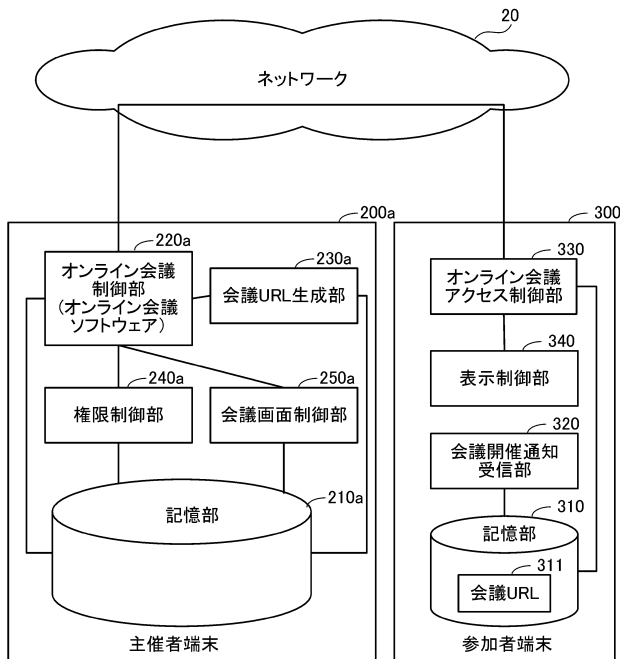 20
ネットワーク
200a
220a
オンライン会議
制御部
(オンライン会議
ソフトウェア)
230a
会議URL生成部
240a
権限制御部
250a
会議画面制御部
210a
記憶部
主催者端末
300
330
オンライン会議
アクセス制御部
340
表示制御部
320
会議開催通知
受信部
310
記憶部
311
会議URL
参加者端末